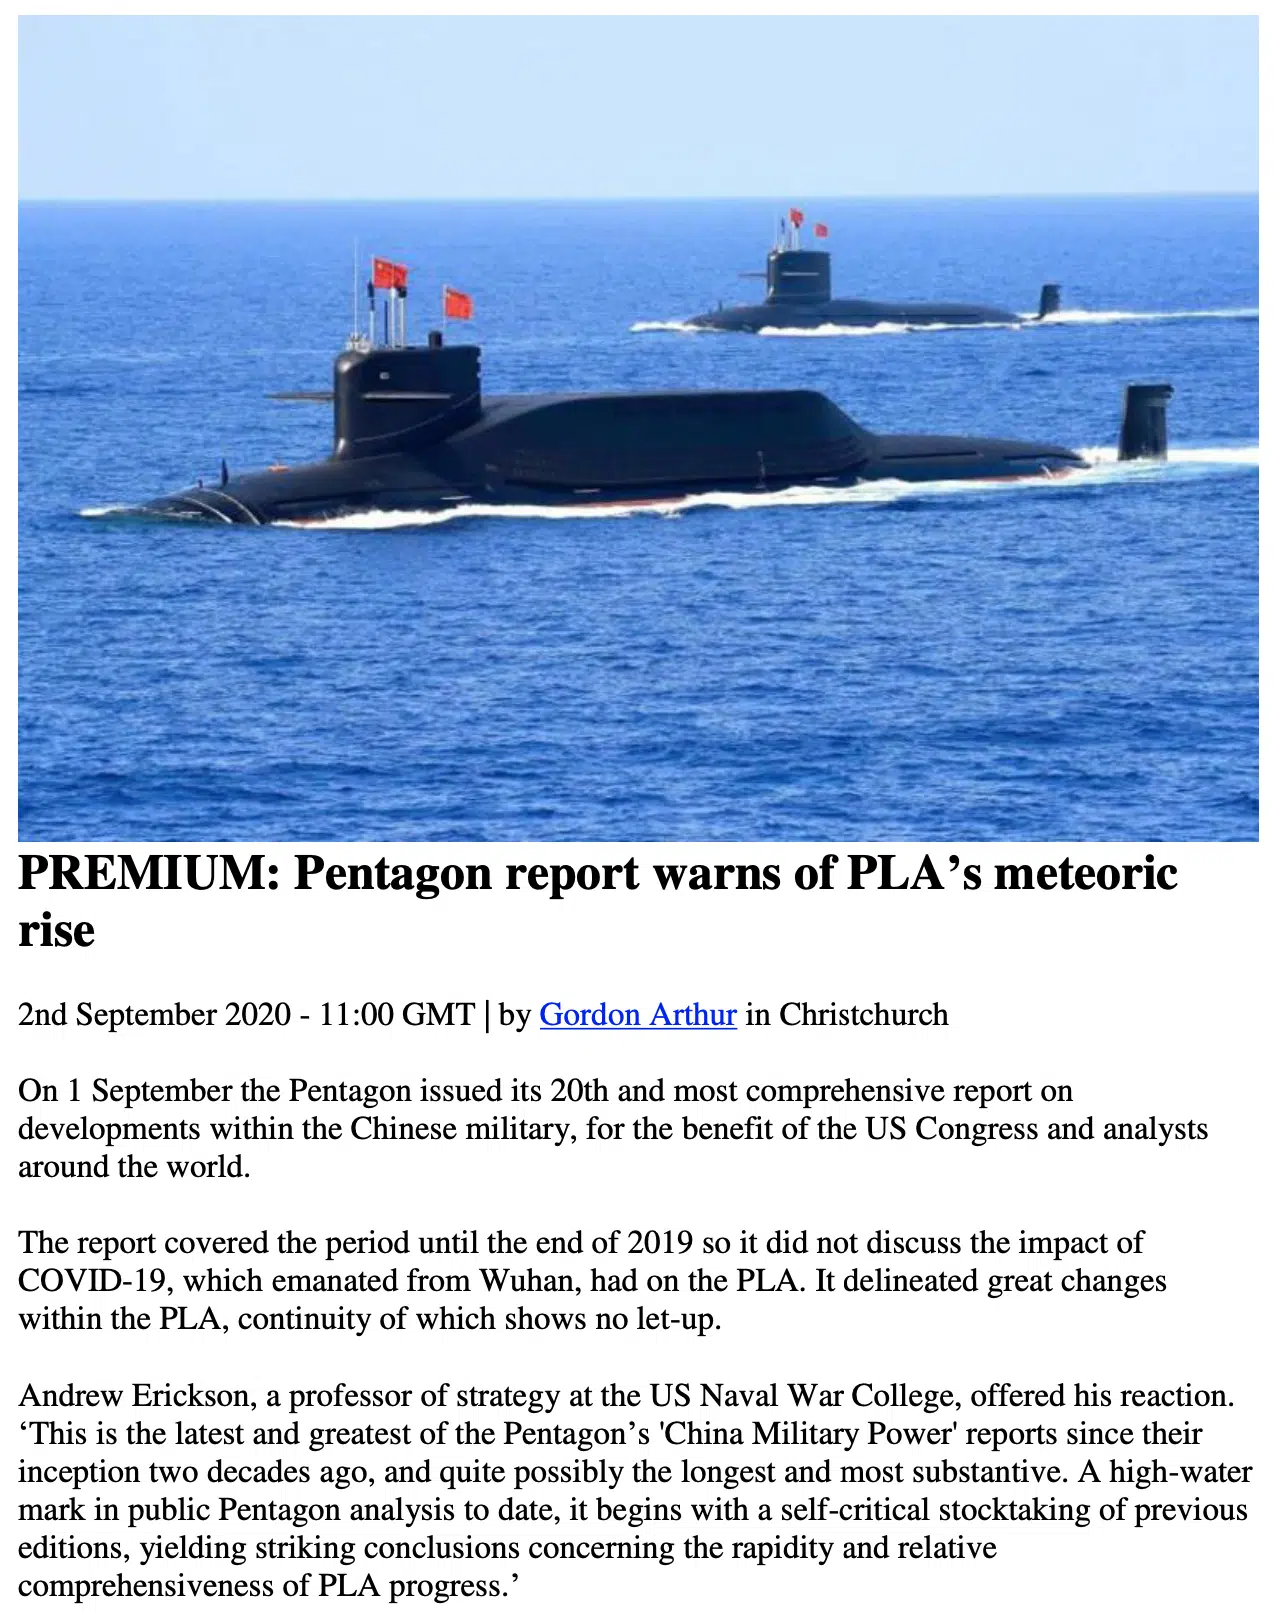 PREMIUM: Pentagon report warns of PLA’s meteoric
rise
2nd September 2020 - 11:00 GMT | by Gordon Arthur in Christchurch
On 1 September the Pentagon issued its 20th and most comprehensive report on
developments within the Chinese military, for the benefit of the US Congress and analysts
around the world.
The report covered the period until the end of 2019 so it did not discuss the impact of
COVID-19, which emanated from Wuhan, had on the PLA. It delineated great changes
within the PLA, continuity of which shows no let-up.
Andrew Erickson, a professor of strategy at the US Naval War College, offered his reaction.
‘This is the latest and greatest of the Pentagon’s 'China Military Power' reports since their
inception two decades ago, and quite possibly the longest and most substantive. A high-water
mark in public Pentagon analysis to date, it begins with a self-critical stocktaking of previous
editions, yielding striking conclusions concerning the rapidity and relative
comprehensiveness of PLA progress.’